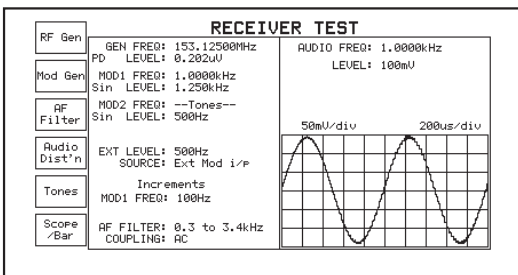 RECEIVER TEST
RF Gen
Mod Gen
AF
Filter
Audio
Dist'n
Tones
Scope
/Bar
GEN FREQ: 153.12500MHz
PD LEVEL: 0.202uV
MOD1 FREQ: 1.0000kHz
Sin LEVEL: 1.250kHz
MOD2 FREQ: --Tones--
Sin LEVEL: 500Hz
EXT LEVEL: 500Hz
SOURCE: Ext Mod i/p
Increments
MOD1 FREQ: 100Hz
AF FILTER: 0.3 to 3.4kHz
COUPLING: AC
AUDIO FREQ: 1.0000kHz
LEVEL: 100mV
50mV/div 200us/div